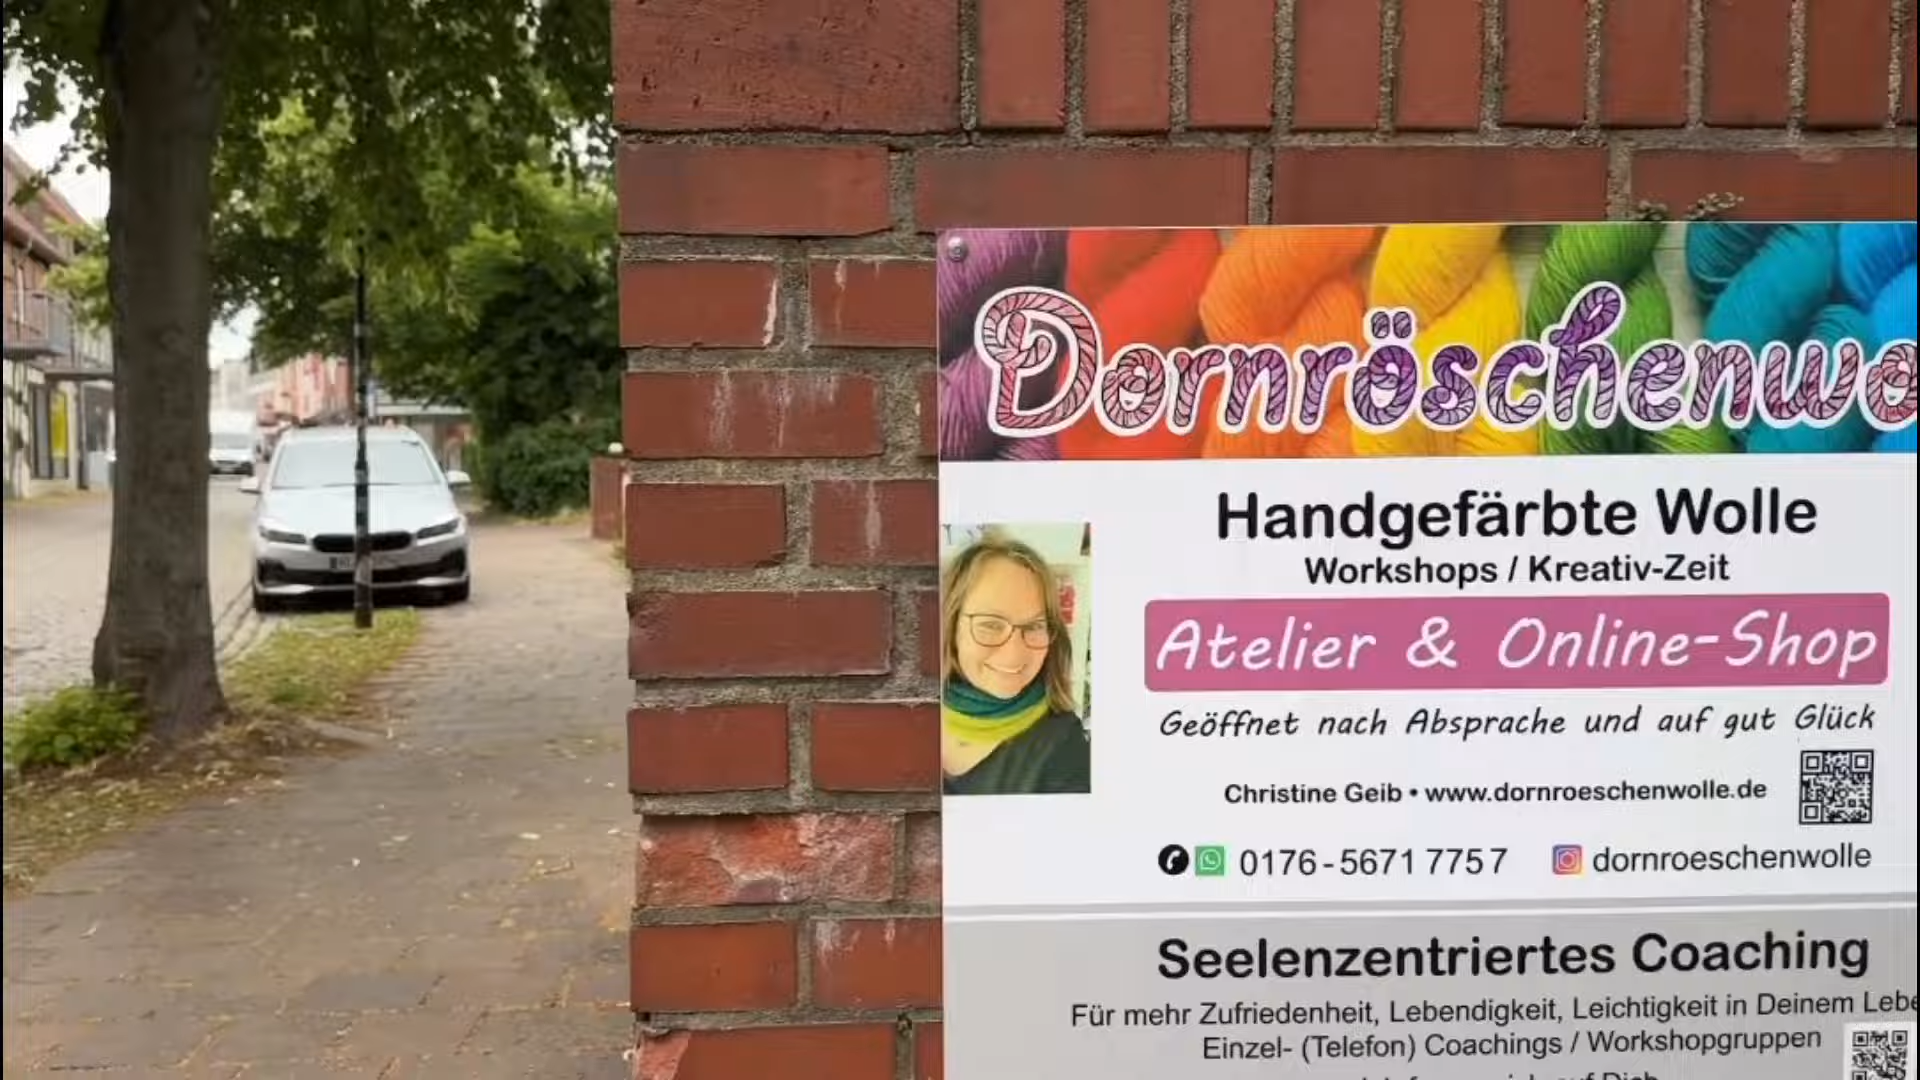 Dornröschenwo
Handgefärbte Wolle
Workshops / Kreativ-Zeit
Atelier & Online-Shop
Geöffnet nach Absprache und auf gut Glück
Christine Geib • www.dornroeschenwolle.de
0176-5671 7757 dornroeschenwolle
Seelenzentriertes Coaching
Für mehr Zufriedenheit, Lebendigkeit, Leichtigkeit in Deinem Lebe
Einzel- (Telefon) Coachings / Workshopgruppen